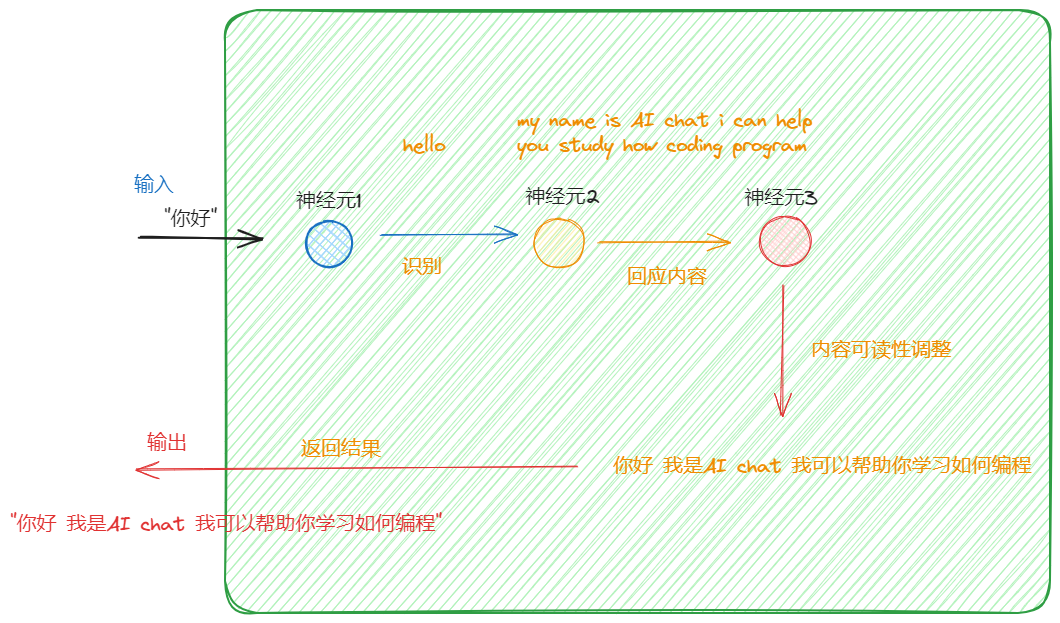 my name is AI chat i can help
you study how coding program
hello
输入
"你好"
神经元1
神经元2
神经元3
识别
回应内容
内容可读性调整
输出
返回结果
你好 我是AI chat 我可以帮助你学习如何编程
"你好 我是AI chat 我可以帮助你学习如何编程"